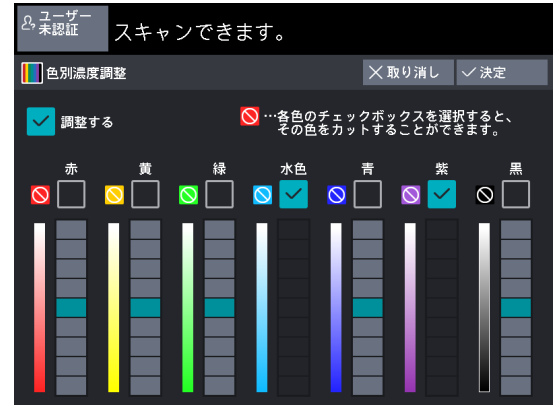 ユーザー
未認証
スキャンできます。
色別濃度調整
取り消し
決定
調整する
…各色のチェックボックスを選択すると、
その色をカットすることができます。
赤
黄
緑
水色
青
紫
黒